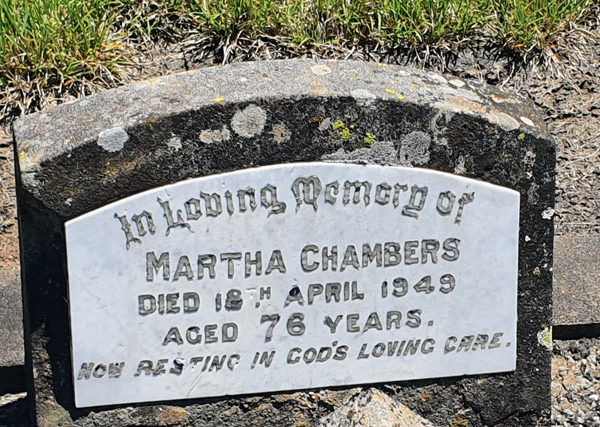 In Loving Memory of
MARTHA CHAMBERS
DIED 18TH APRIL 1949
AGED 76 YEARS.
NOW RESTING IN GOD'S LOVING CARE.